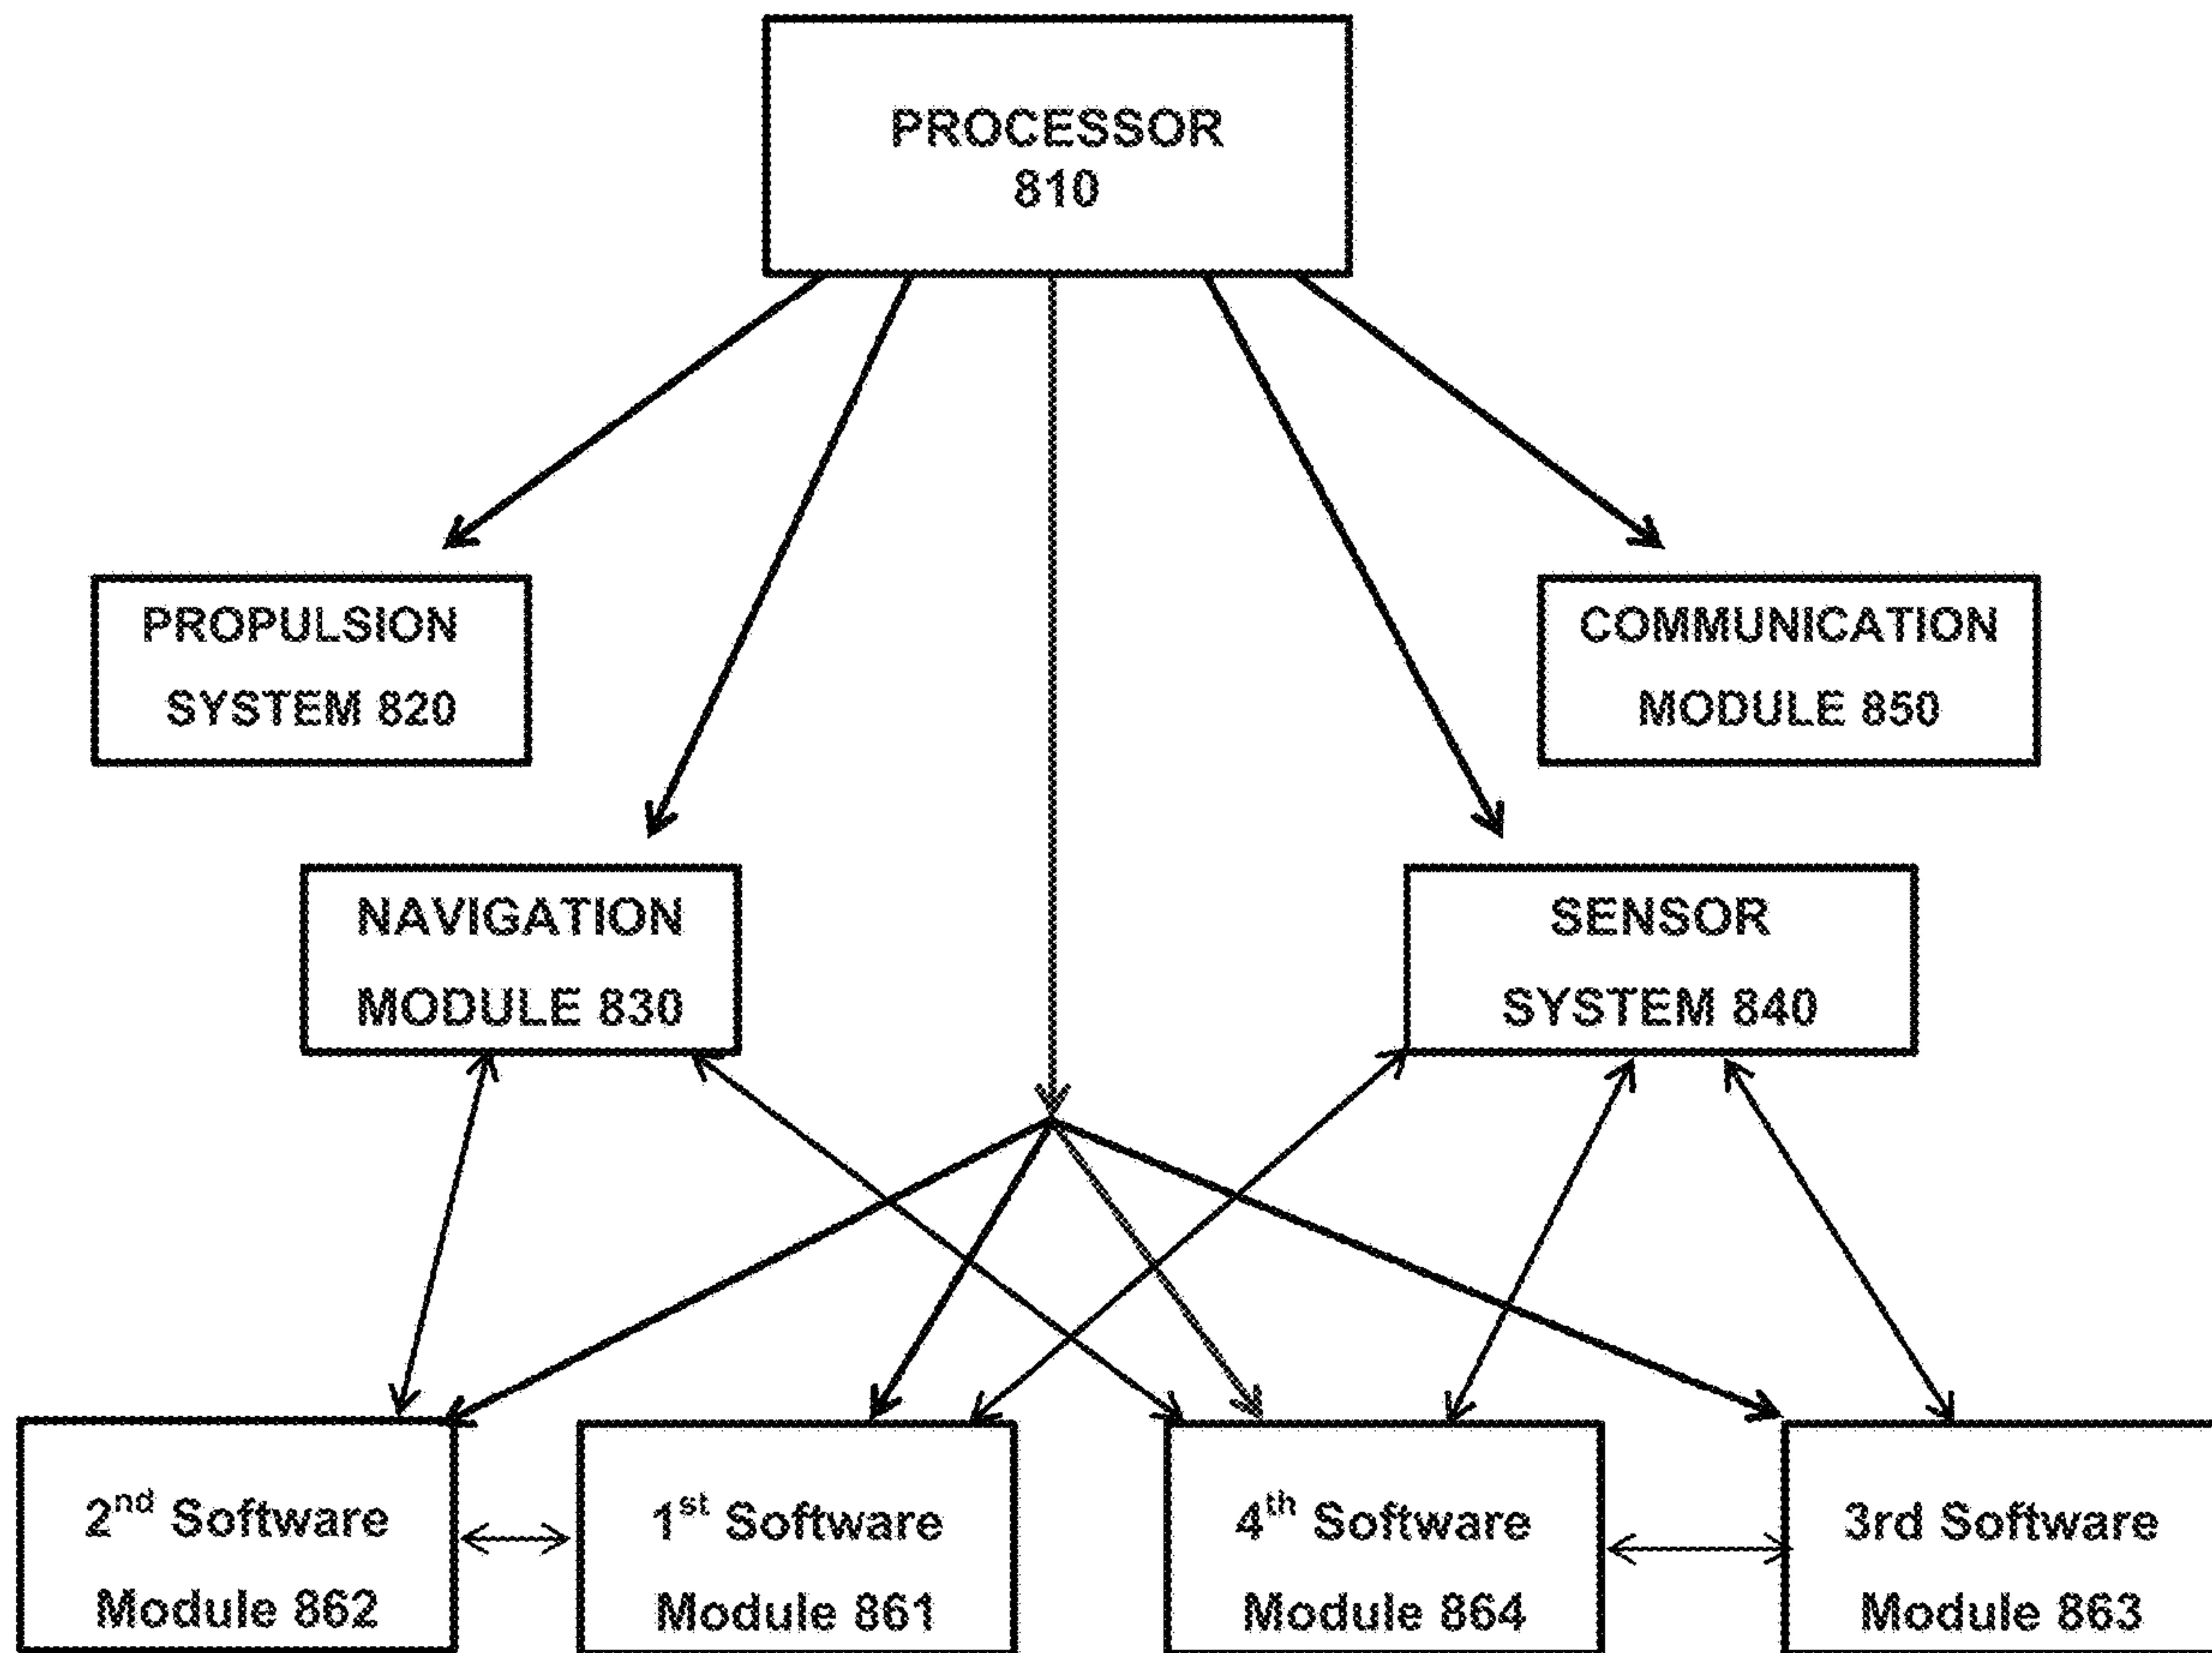 PROCESSOR
810
PROPULSION
SYSTEM 820
COMMUNICATION
MODULE 850
NAVIGATION
MODULE 830
SENSOR
SYSTEM 840
2nd Software
Module 862
1st Software
Module 861
4th Software
Module 864
3rd Software
Module 863